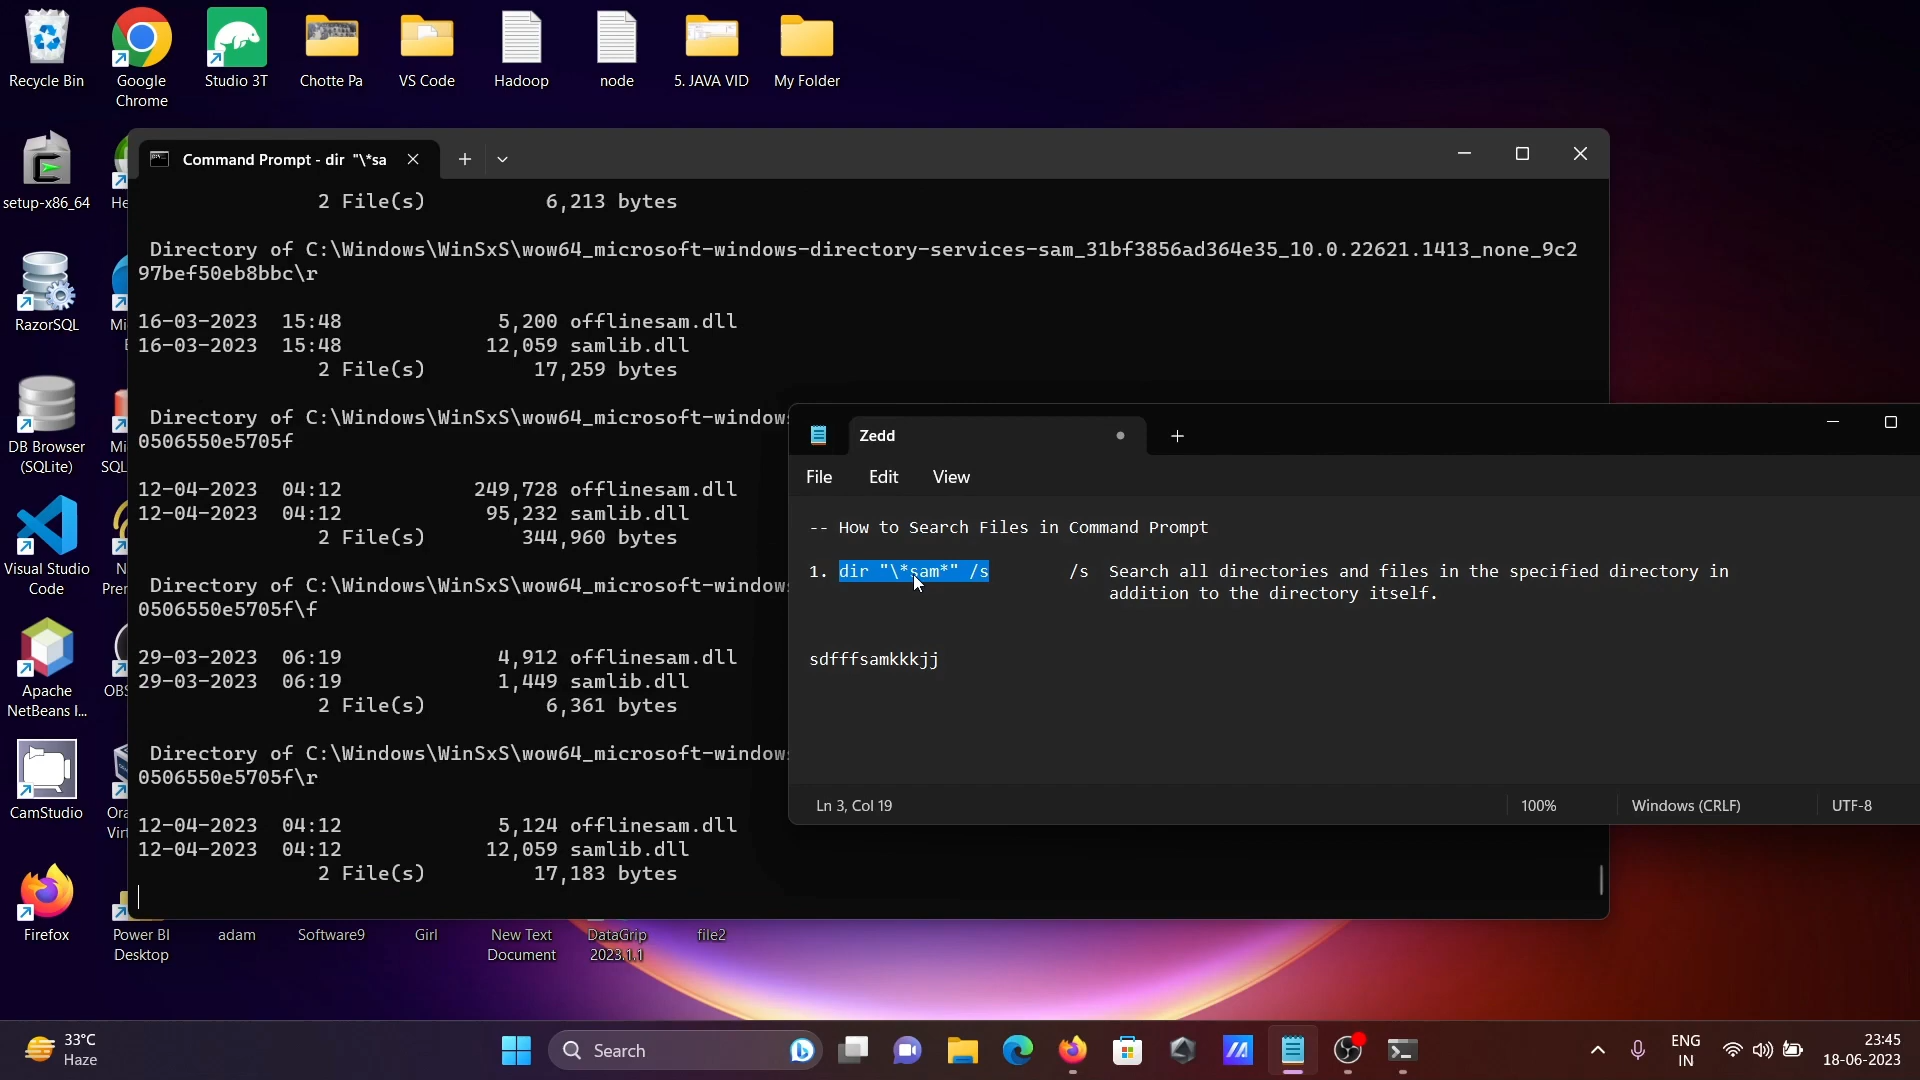 Recycle Bin
Google
Chrome
Studio 3T
Chotte Pa
VS Code
Hadoop
node
5. JAVA VID
My Folder
setup-x86_64
He
RazorSQL
Mi
DB Browser
(SQLite)
Mi
SQL
Visual Studio
Code
N
Prem
Apache
NetBeans I...
OBS
CamStudio
Ora
Virt
Firefox
Power BI
Desktop
adam
Software9
Girl
New Text
Document
DataGrip
2023.1.1
file2
Command Prompt - dir "\*sa
2 File(s) 6,213 bytes
Directory of C:\Windows\WinSxS\wow64_microsoft-windows-directory-services-sam_31bf3856ad364e35_10.0.22621.1413_none_9c2
97bef50eb8bbc\r
16-03-2023 15:48 5,200 offlinesam.dll
16-03-2023 15:48 12,059 samlib.dll
2 File(s) 17,259 bytes
Directory of C:\Windows\WinSxS\wow64_microsoft-windows
0506550e5705f
12-04-2023 04:12 249,728 offlinesam.dll
12-04-2023 04:12 95,232 samlib.dll
2 File(s) 344,960 bytes
Directory of C:\Windows\WinSxS\wow64_microsoft-windows
0506550e5705f\f
29-03-2023 06:19 4,912 offlinesam.dll
29-03-2023 06:19 1,449 samlib.dll
2 File(s) 6,361 bytes
Directory of C:\Windows\WinSxS\wow64_microsoft-windows
0506550e5705f\r
12-04-2023 04:12 5,124 offlinesam.dll
12-04-2023 04:12 12,059 samlib.dll
2 File(s) 17,183 bytes
Zedd
File Edit View
-- How to Search Files in Command Prompt
1. dir "\*sam*" /s /s Search all directories and files in the specified directory in
addition to the directory itself.
sdfffsamkkkjj
Ln 3, Col 19 100% Windows (CRLF) UTF-8
33°C
Haze
Search
ENG
IN
23:45
18-06-2023